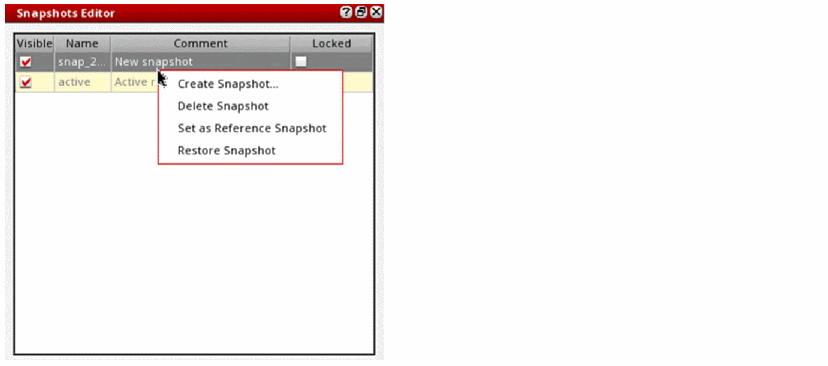 Snapshots Editor
Visible Name Comment Locked
snap_2... New snapshot
active Active
Create Snapshot...
Delete Snapshot
Set as Reference Snapshot
Restore Snapshot